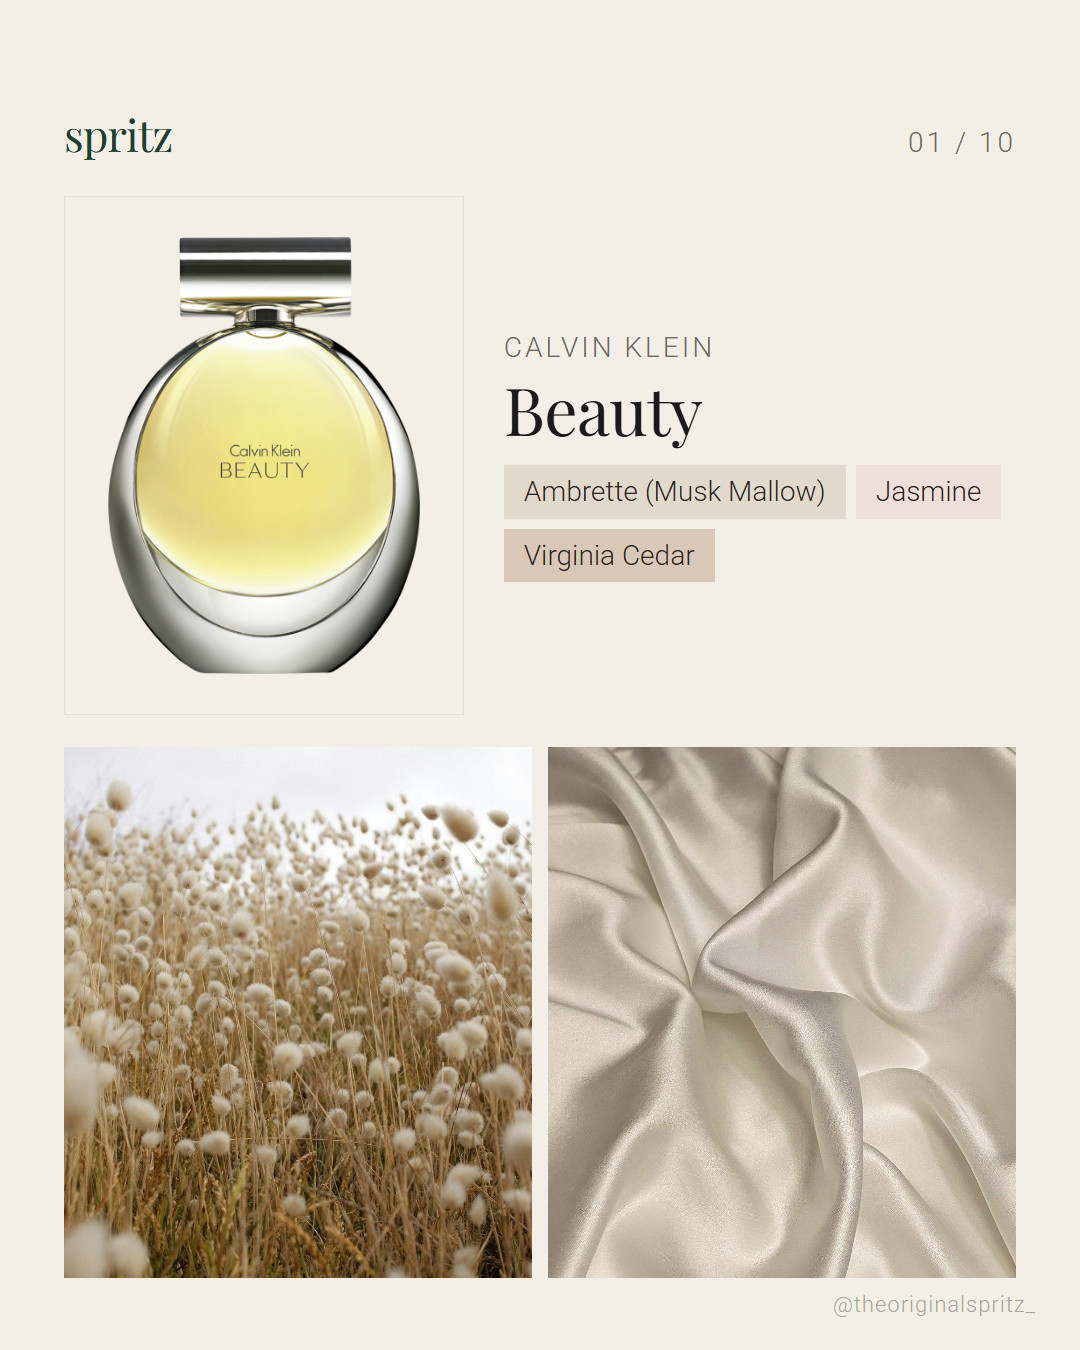 spritz
01 / 10
Calvin Klein
BEAUTY
CALVIN KLEIN
Beauty
Ambrette (Musk Mallow)
Jasmine
Virginia Cedar
@theoriginalspritz_